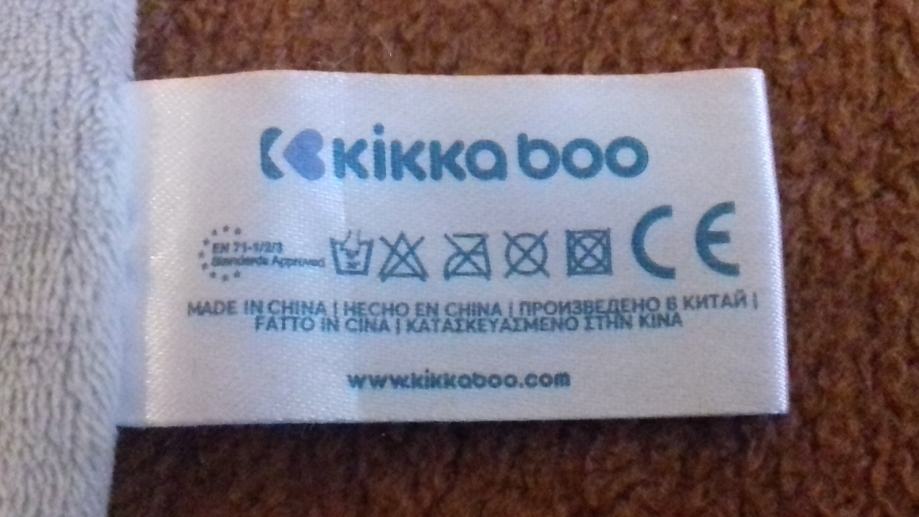 kikka boo
EN 71-1/2/3
Standards Approved
CE
MADE IN CHINA | HECHO EN CHINA | ПРОИЗВЕДЕНО В КИТАЙ |
FATTO IN CINA | ΚΑΤΑΣΚΕΥΑΣΜΕΝΟ ΣΤΗΝ ΚΙΝΑ
www.kikkaboo.com